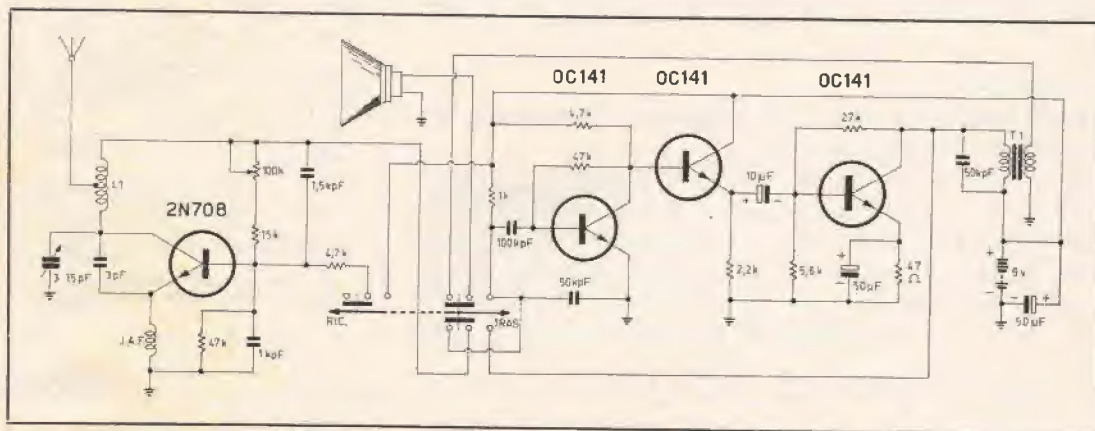 OC141
OC141
OC141
4,7k
27k
47k
L1
100k
1,5kpF
10µF
+ -
50kpF
T1
2N708
1k
100kpF
15k
3-15pF
3pF
4,7k
50kpF
2,2k
5,6k
50µF
47
Ω
+
9v
-
- +
50µF
RIC.
TRAS.
J.A.F.
47k
1kpF